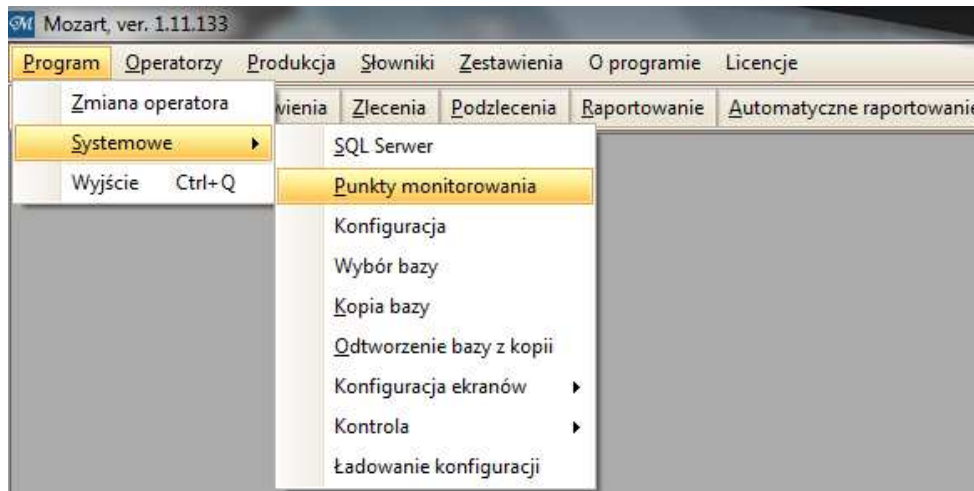 Mozart, ver. 1.11.133
Program Operatorzy Produkcja Słowniki Zestawienia O programie Licencje
Zmiana operatora
Zlecenia Podzlecenia Raportowanie Automatyczne raportowanie
Systemowe
SQL Serwer
Wyjście Ctrl+Q
Punkty monitorowania
Konfiguracja
Wybór bazy
Kopia bazy
Odtworzenie bazy z kopii
Konfiguracja ekranów
Kontrola
Ładowanie konfiguracji